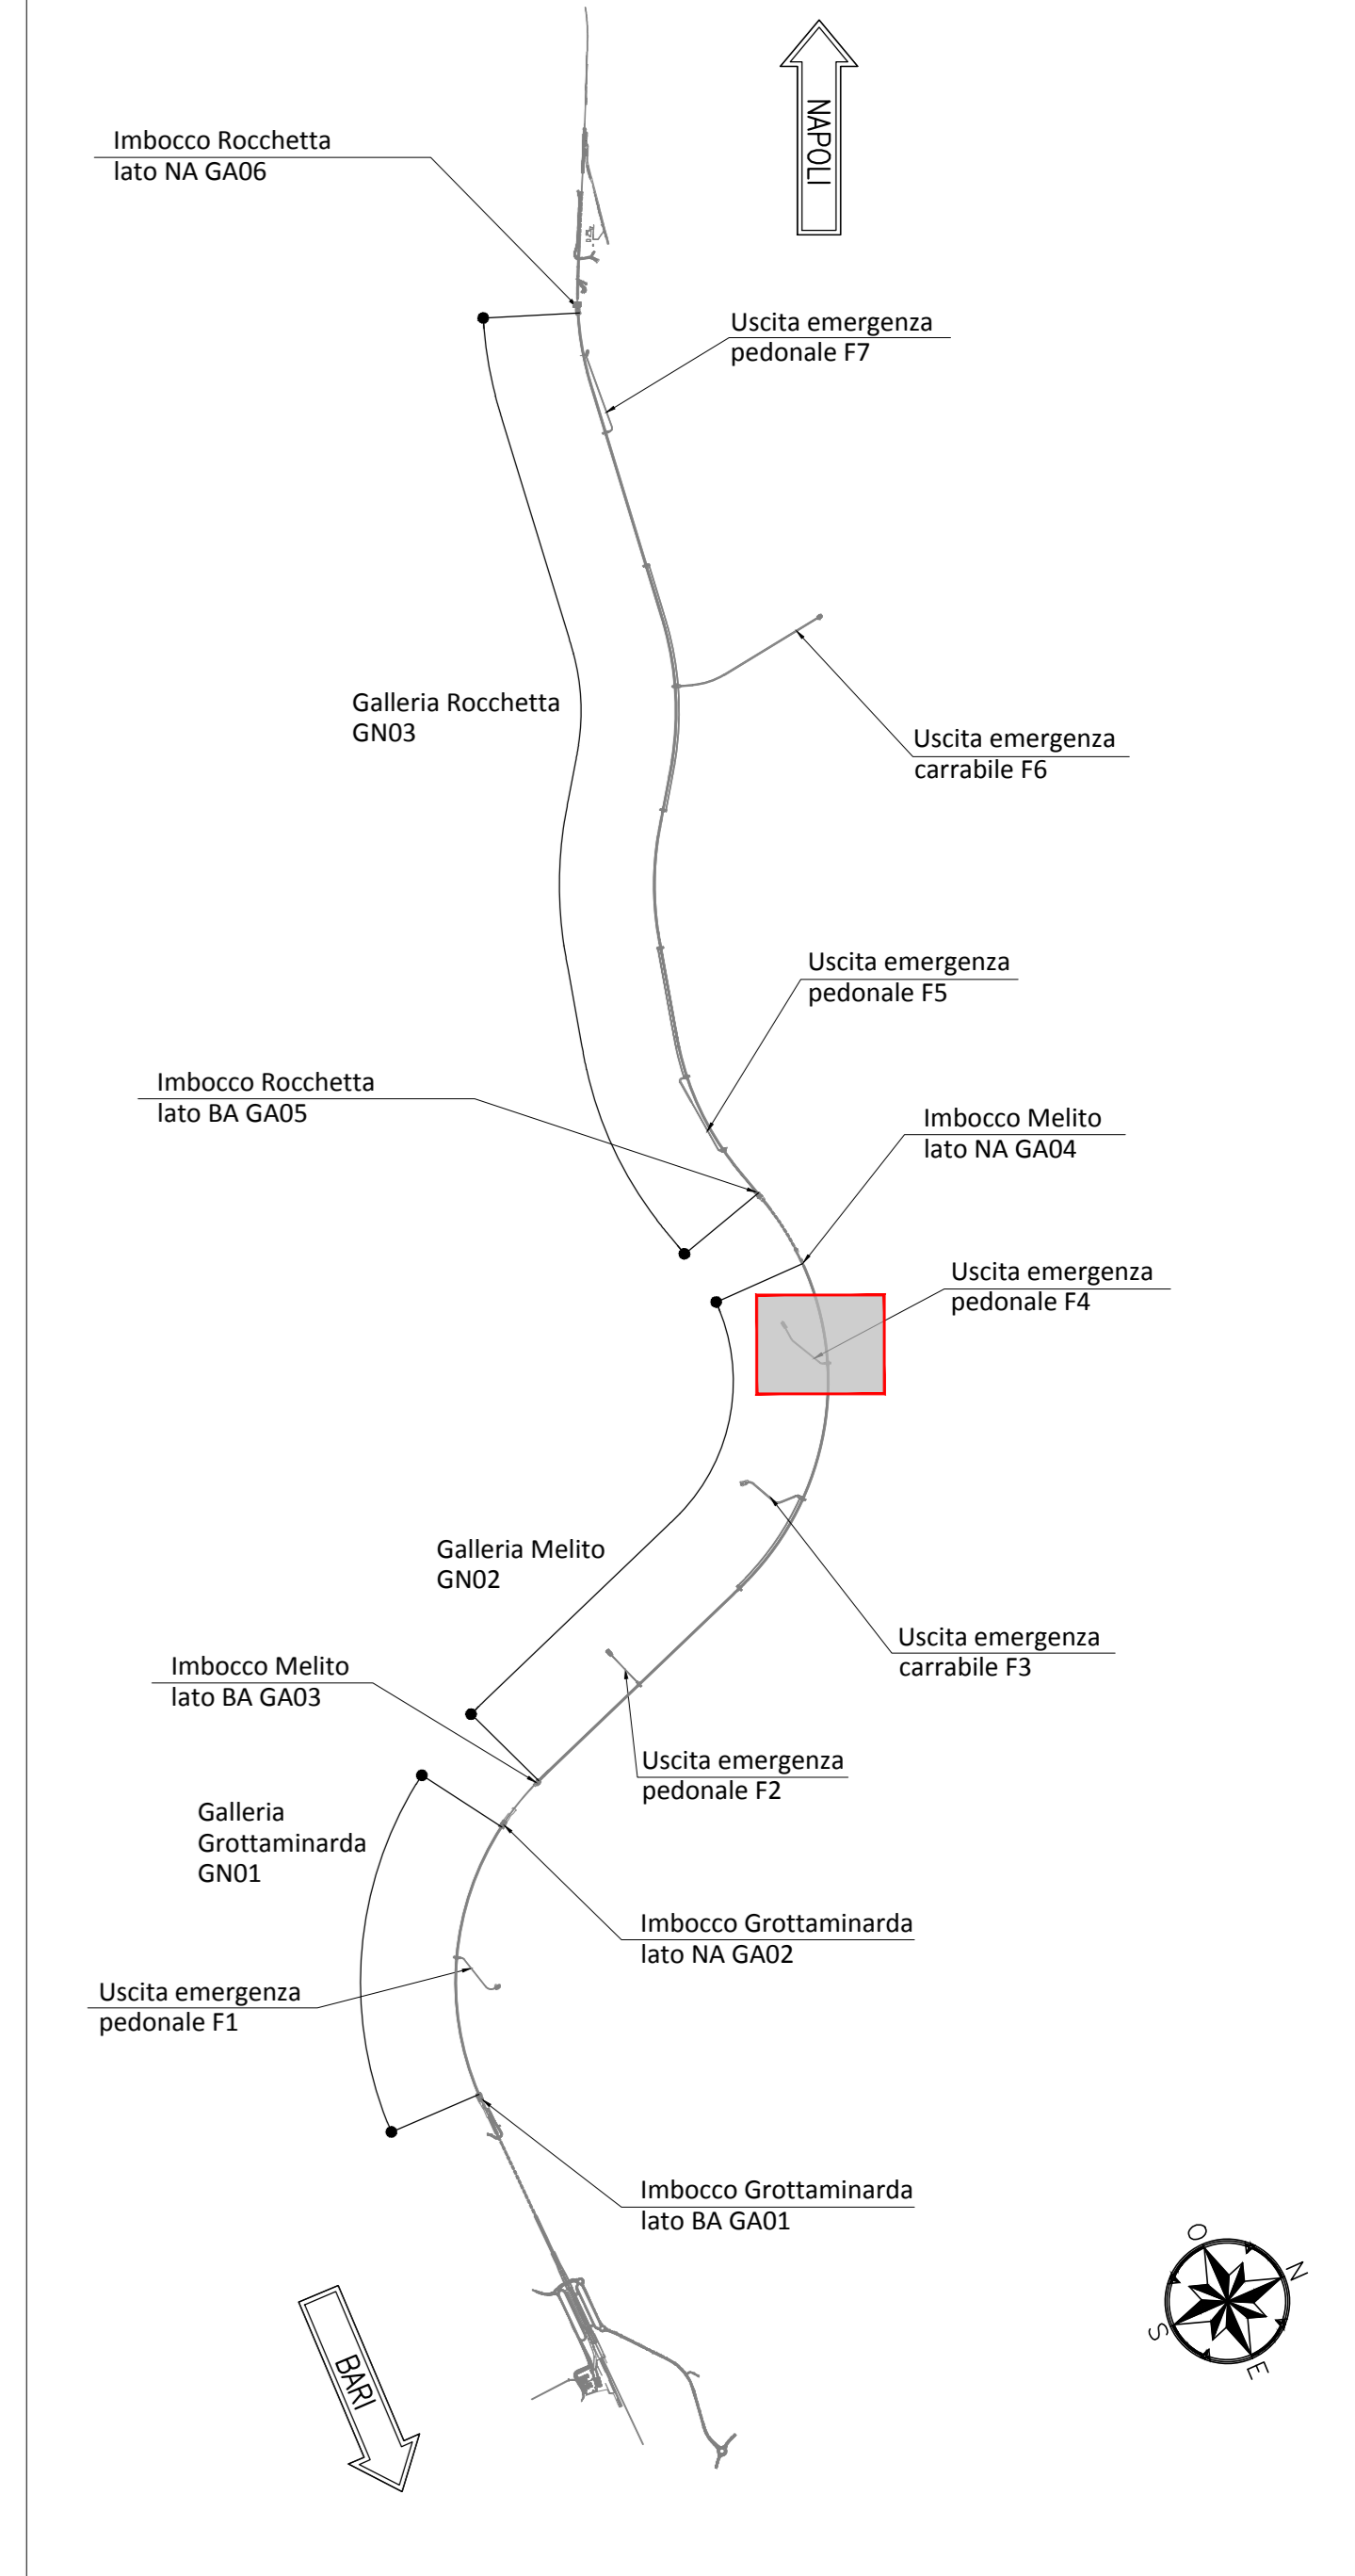 NAPOLI
Imbocco Rocchetta
lato NA GA06
Uscita emergenza
pedonale F7
Galleria Rocchetta
GN03
Uscita emergenza
carrabile F6
Uscita emergenza
pedonale F5
Imbocco Rocchetta
lato BA GA05
Imbocco Melito
lato NA GA04
Uscita emergenza
pedonale F4
Galleria Melito
GN02
Uscita emergenza
carrabile F3
Imbocco Melito
lato BA GA03
Uscita emergenza
pedonale F2
Galleria
Grottaminarda
GN01
Imbocco Grottaminarda
lato NA GA02
Uscita emergenza
pedonale F1
Imbocco Grottaminarda
lato BA GA01
O
N
S
E
BARI